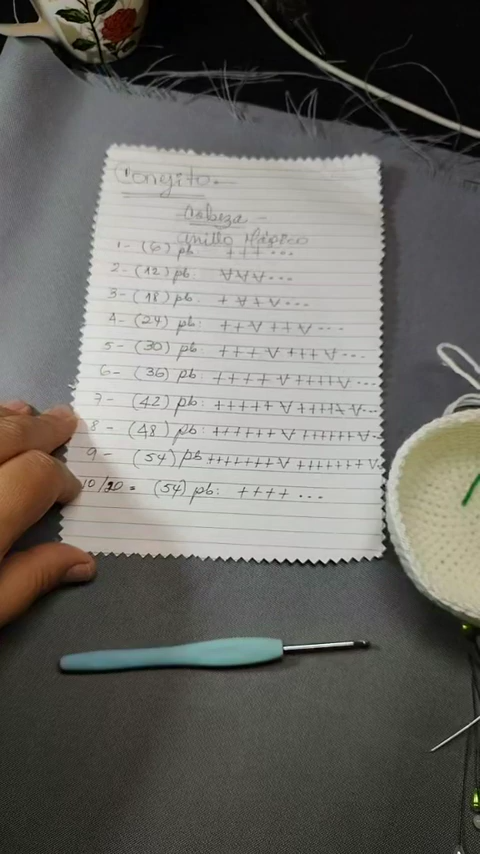 Conejito.-
Cabeza -
anillo Mágico
1- (6) pb: +++...
2- (12) pb: VVV...
3- (18) pb: +V+V...
4- (24) pb: ++V++V...
5- (30) pb: +++V+++V...
6- (36) pb: ++++V++++V...
7- (42) pb: +++++V+++++V...
8- (48) pb: ++++++V++++++V..
9- (54) pb +++++++V+++++++V..
10/20= (54) pb: ++++...